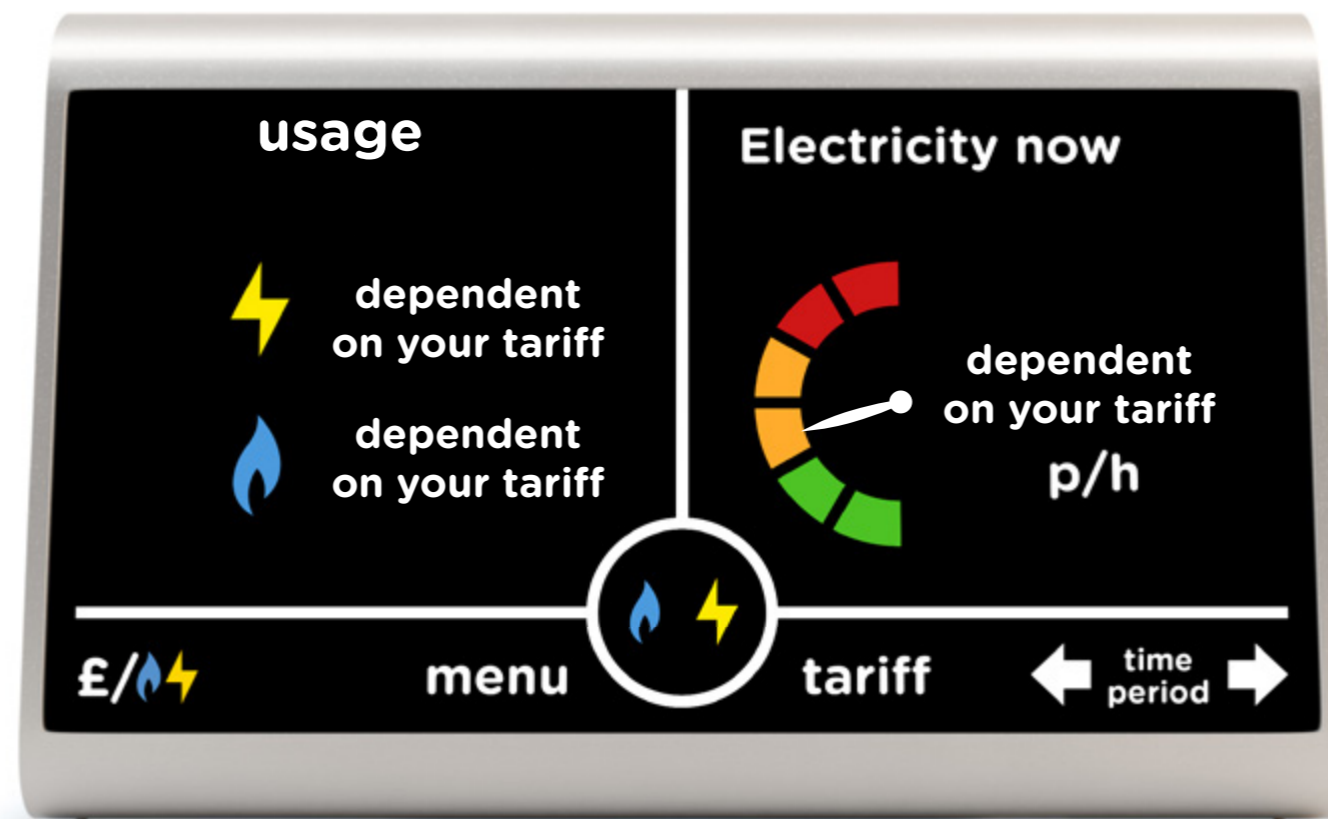 usage
dependent
on your tariff
dependent
on your tariff
Electricity now
dependent
on your tariff
p/h
£/
menu
tariff
time
period